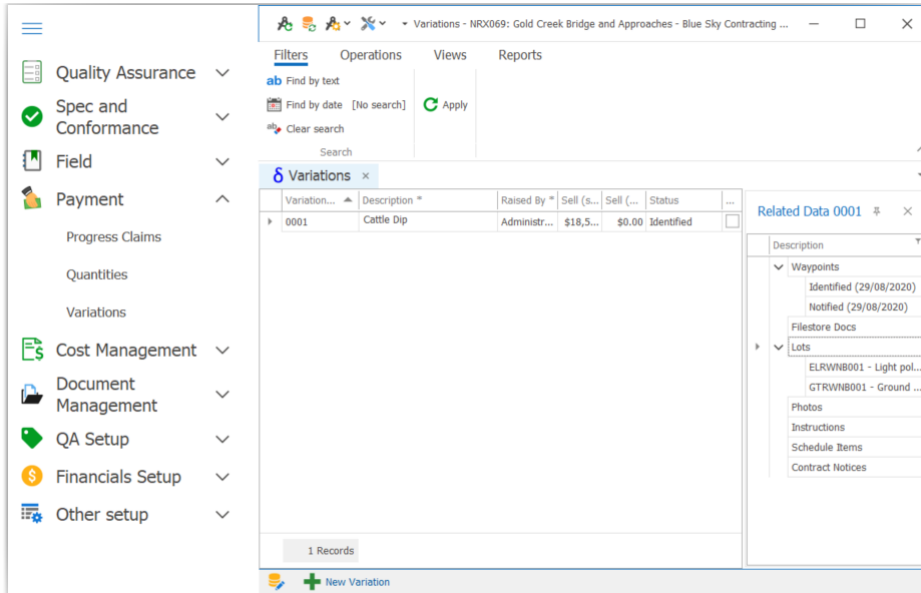 Variations - NRX069: Gold Creek Bridge and Approaches - Blue Sky Contracting ...
Quality Assurance
Spec and
Conformance
Field
Payment
Progress Claims
Quantities
Variations
Cost Management
Document
Management
QA Setup
Financials Setup
Other setup
Filters Operations Views Reports
ab Find by text
Find by date [No search]
Clear search
Apply
Search
δ Variations ×
Variation... Description Raised By Sell (s... Sell (... Status ...
0001 Cattle Dip Administr... $18,5... $0.00 Identified
1 Records
New Variation
Related Data 0001
Description
Waypoints
Identified (29/08/2020)
Notified (29/08/2020)
Filestore Docs
Lots
ELRWNB001 - Light pol...
GTRWNB001 - Ground ...
Photos
Instructions
Schedule Items
Contract Notices